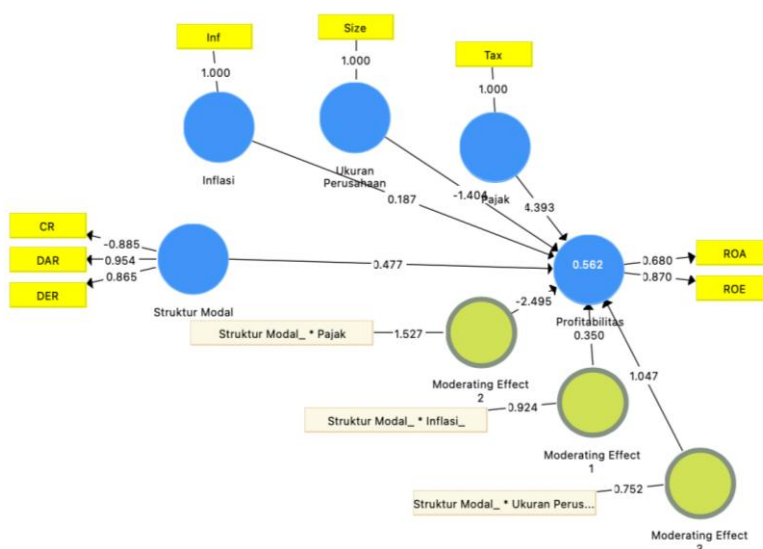 Inf
Size
Tax
1.000
1.000
1.000
Inflasi
Ukuran
Perusahaan
Pajak
0.187
-1.404
4.393
CR
DAR
DER
-0.885
0.954
0.865
Struktur Modal
0.477
0.562
Profitabilitas
0.680
0.870
ROA
ROE
-2.495
0.350
1.047
Struktur Modal_ * Pajak
1.527
Moderating Effect
2
Struktur Modal_ * Inflasi_
0.924
Moderating Effect
1
Struktur Modal_ * Ukuran Perus...
0.752
Moderating Effect